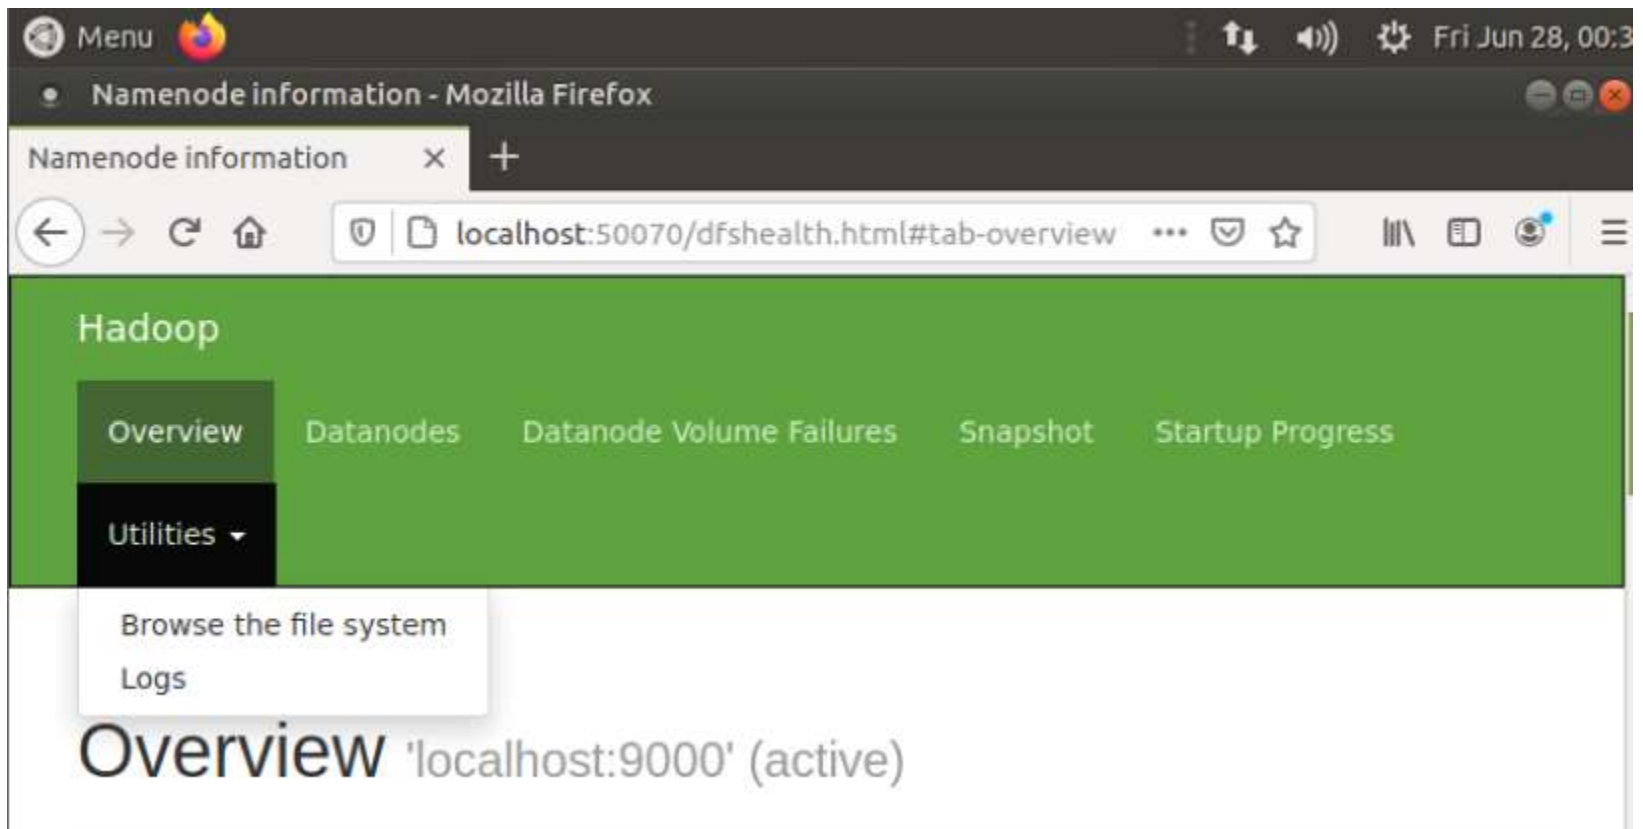 Menu Fri Jun 28, 00:3
Namenode information - Mozilla Firefox
Namenode information
localhost:50070/dfshealth.html#tab-overview
Hadoop
Overview Datanodes Datanode Volume Failures Snapshot Startup Progress
Utilities
Browse the file system
Logs
Overview 'localhost:9000' (active)